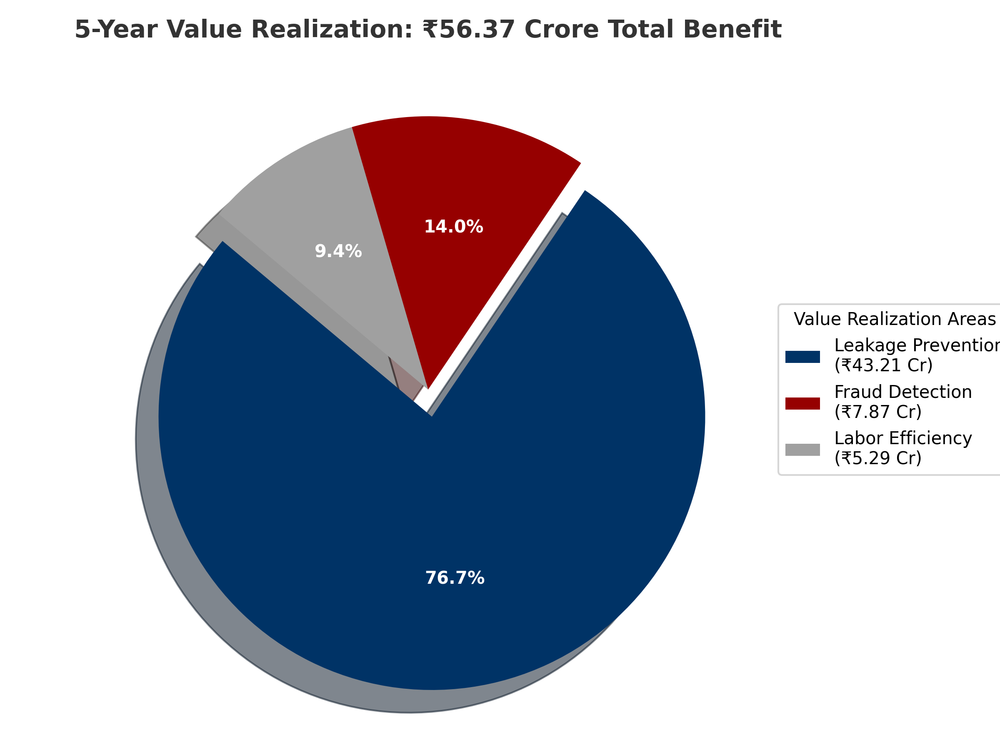 5-Year Value Realization: ₹56.37 Crore Total Benefit
14.0%
9.4%
76.7%
Value Realization Areas
Leakage Prevention
(₹43.21 Cr)
Fraud Detection
(₹7.87 Cr)
Labor Efficiency
(₹5.29 Cr)